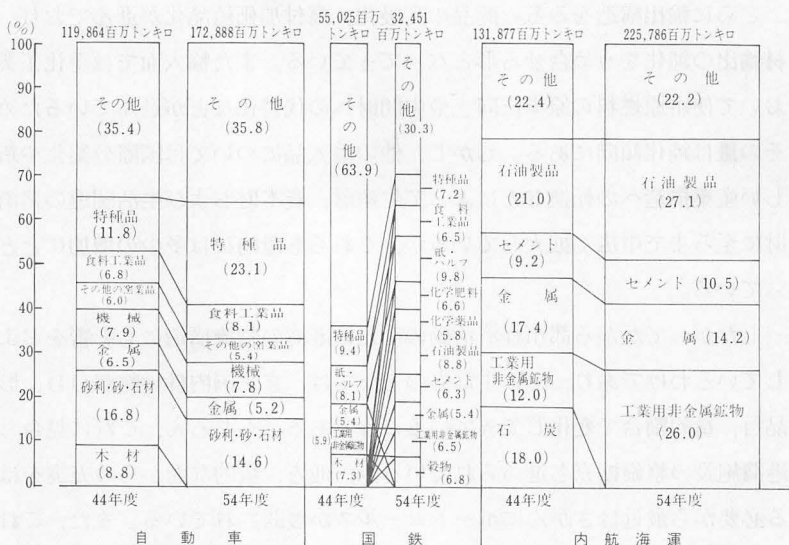 (%)
119,864百万トンキロ
172,888百万トンキロ
55,025百万トンキロ
32,451
百万トンキロ
131,877百万トンキロ
225,786百万トンキロ
100
90
80
70
60
50
40
30
20
10
0
その他
(35.4)
特種品
(11.8)
食料工業品
(6.8)
その他の窯業品
(6.0)
機械
(7.9)
金属
(6.5)
砂利・砂・石材
(16.8)
木材
(8.8)
その他
(35.8)
特種品
(23.1)
食料工業品
(8.1)
その他の窯業品
(5.4)
機械
(7.8)
金属(5.2)
砂利・砂・石材
(14.6)
その他
(63.9)
特種品
(9.4)
紙・
パルプ
(8.1)
金属
(5.4)
(5.9)
工業用
非金属鉱物
木材
(7.3)
その他
(30.3)
特種品
(7.2)
食料
工業品
(6.5)
紙・
パルプ
(9.8)
化学肥料
(6.6)
化学薬品
(5.8)
石油製品
(8.8)
セメント
(6.3)
金属(5.4)
工業用非金属鉱物
(6.5)
穀物
(6.8)
その他
(22.4)
石油製品
(21.0)
セメント
(9.2)
金属
(17.4)
工業用
非金属鉱物
(12.0)
石炭
(18.0)
その他
(22.2)
石油製品
(27.1)
セメント(10.5)
金属(14.2)
工業用非金属鉱物
(26.0)
44年度
54年度
44年度
54年度
44年度
54年度
自動車
国鉄
内航海運